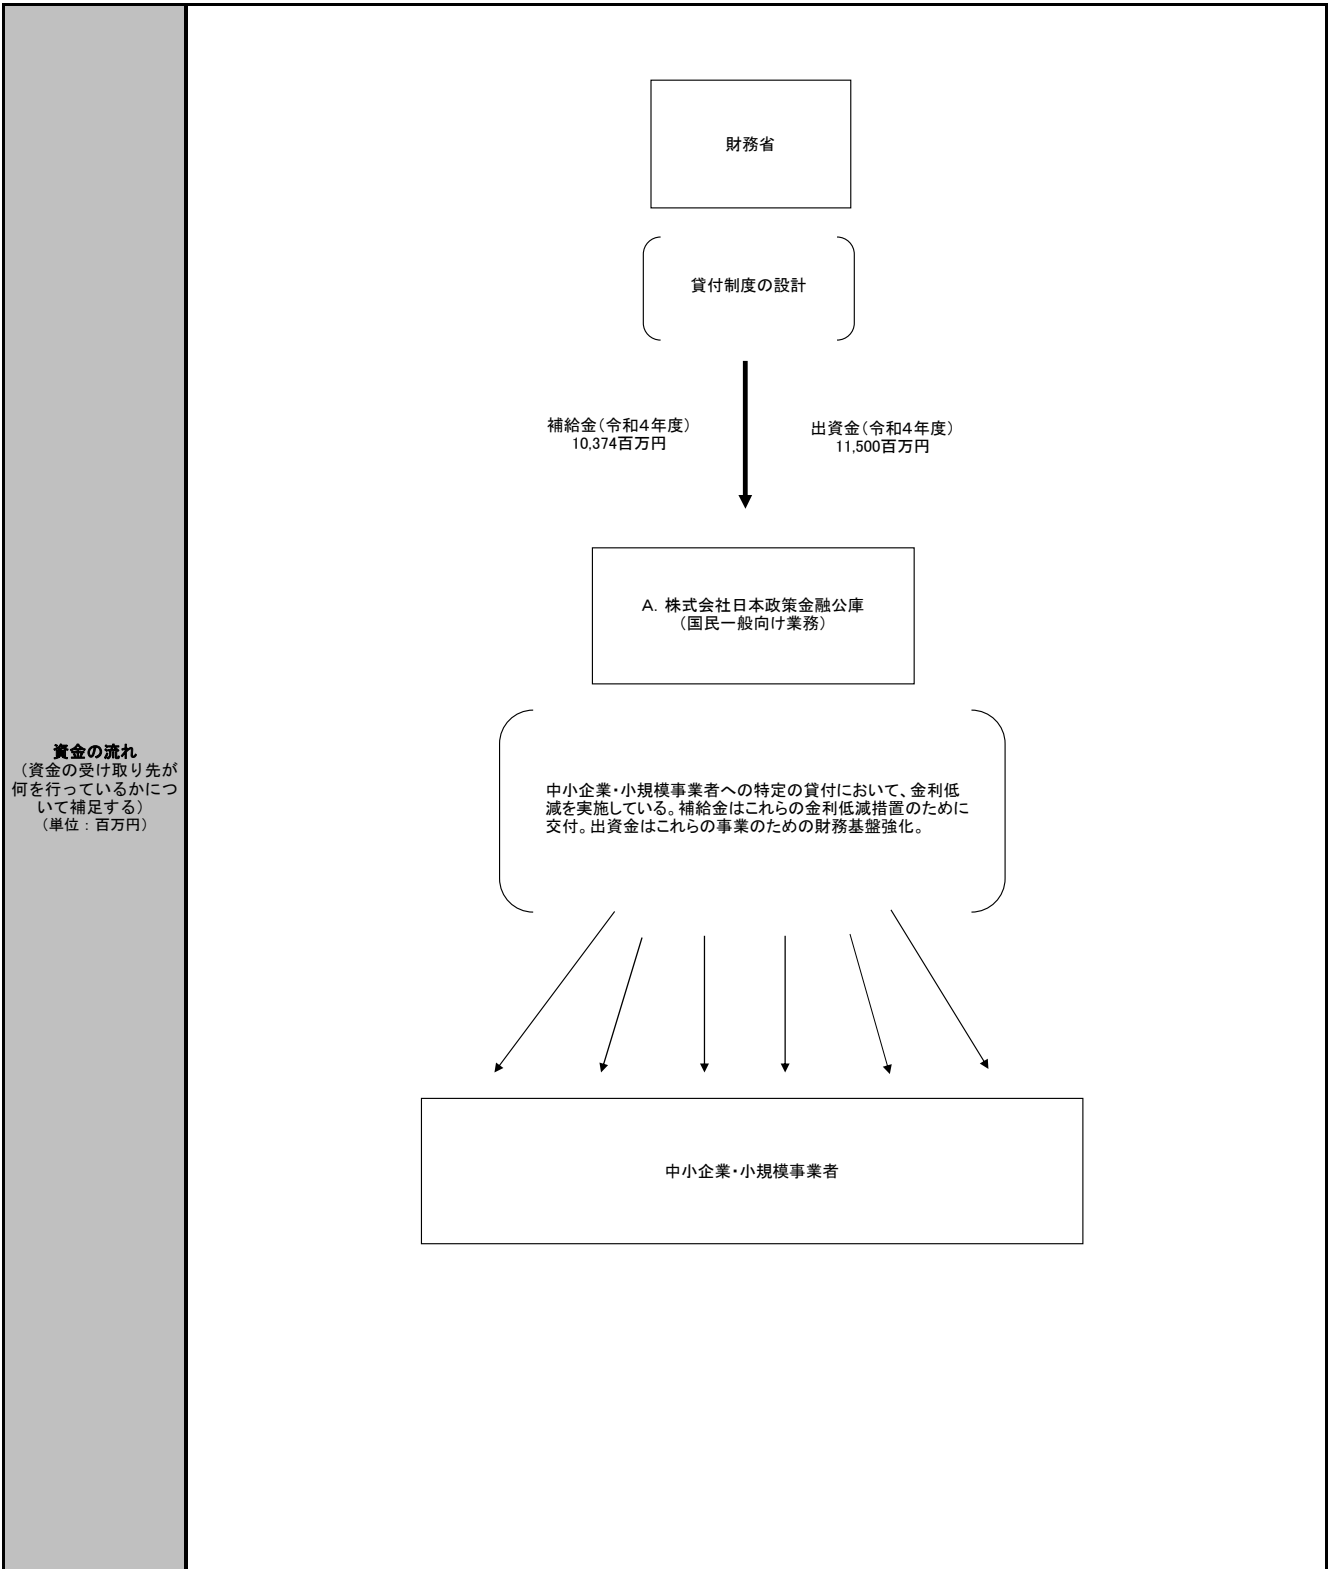 財務省
貸付制度の設計
補給金（令和４年度）
10,374百万円
出資金（令和４年度）
11,500百万円
Ａ．株式会社日本政策金融公庫
（国民一般向け業務）
資金の流れ
（資金の受け取り先が
何を行っているかにつ
いて補足する）
（単位：百万円）
中小企業・小規模事業者への特定の貸付において、金利低
減を実施している。補給金はこれらの金利低減措置のために
交付。出資金はこれらの事業のための財務基盤強化。
中小企業・小規模事業者